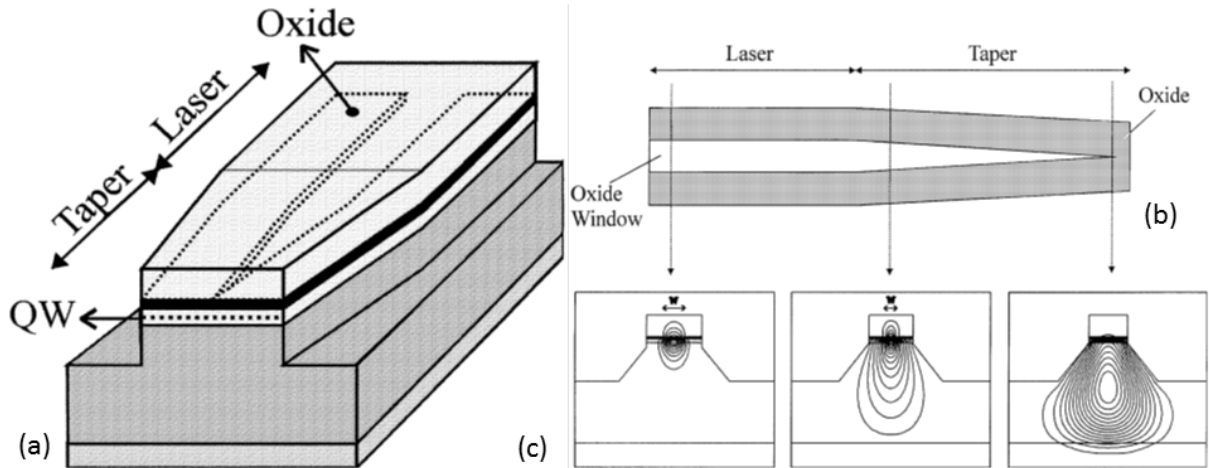 Oxide
Laser
Taper
QW
(a)
Laser
Taper
Oxide
Oxide
Window
(b)
W
W
(c)